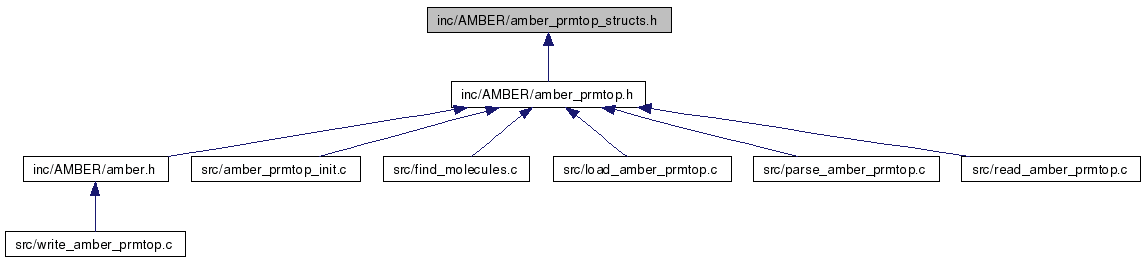 inc/AMBER/amber_prmtop_structs.h
inc/AMBER/amber_prmtop.h
inc/AMBER/amber.h
src/amber_prmtop_init.c
src/find_molecules.c
src/load_amber_prmtop.c
src/parse_amber_prmtop.c
src/read_amber_prmtop.c
src/write_amber_prmtop.c